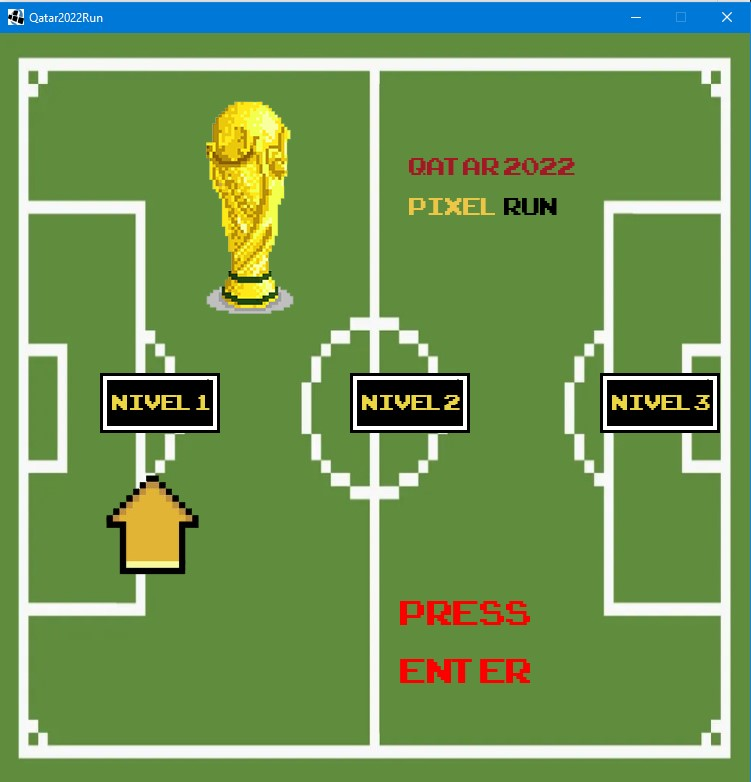 Qatar2022Run
QATAR 2022
PIXEL RUN
NIVEL 1
NIVEL 2
NIVEL 3
PRESS
ENTER